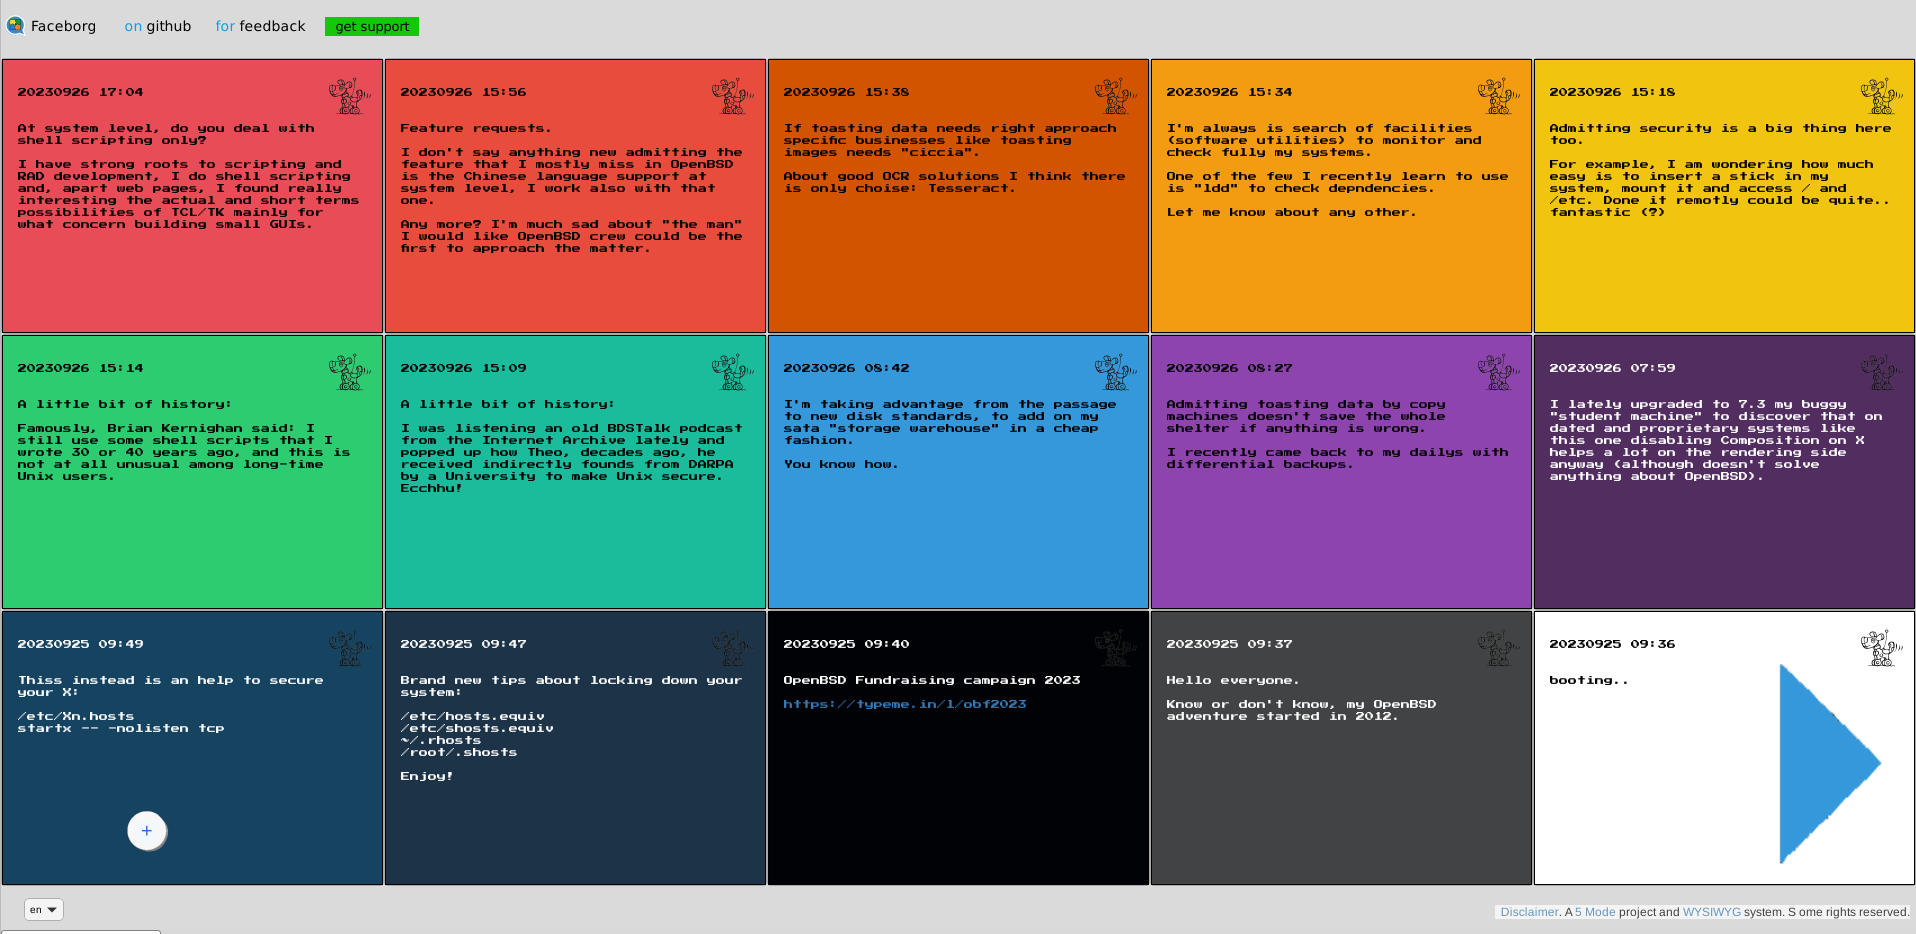 Faceborg on github for feedback get support
20230926 17:04
At system level, do you deal with
shell scripting only?
I have strong roots to scripting and
RAD development, I do shell scripting
and, apart web pages, I found really
interesting the actual and short terms
possibilities of TCL/TK mainly for
what concern building small GUIs.
20230926 15:56
Feature requests.
I don't say anything new admitting the
feature that I mostly miss in OpenBSD
is the Chinese language support at
system level, I work also with that
one.
Any more? I'm much sad about "the man"
I would like OpenBSD crew could be the
first to approach the matter.
20230926 15:38
If toasting data needs right approach
specific businesses like toasting
images needs "ciccia".
About good OCR solutions I think there
is only choise: Tesseract.
20230926 15:34
I'm always is search of facilities
(software utilities) to monitor and
check fully my systems.
One of the few I recently learn to use
is "ldd" to check depndencies.
Let me know about any other.
20230926 15:18
Admitting security is a big thing here
too.
For example, I am wondering how much
easy is to insert a stick in my
system, mount it and access / and
/etc. Done it remotly could be quite..
fantastic (?)
20230926 15:14
A little bit of history:
Famously, Brian Kernighan said: I
still use some shell scripts that I
wrote 30 or 40 years ago, and this is
not at all unusual among long-time
Unix users.
20230926 15:09
A little bit of history:
I was listening an old BDSTalk podcast
from the Internet Archive lately and
popped up how Theo, decades ago, he
received indirectly founds from DARPA
by a University to make Unix secure.
Ecchhu!
20230926 08:42
I'm taking advantage from the passage
to new disk standards, to add on my
sata "storage warehouse" in a cheap
fashion.
You know how.
20230926 08:27
Admitting toasting data by copy
machines doesn't save the whole
shelter if anything is wrong.
I recently came back to my dailys with
differential backups.
20230926 07:59
I lately upgraded to 7.3 my buggy
"student machine" to discover that on
dated and proprietary systems like
this one disabling Composition on X
helps a lot on the rendering side
anyway (although doesn't solve
anything about OpenBSD).
20230925 09:49
Thiss instead is an help to secure
your X:
/etc/Xn.hosts
startx -- -nolisten tcp
+
20230925 09:47
Brand new tips about locking down your
system:
/etc/hosts.equiv
/etc/shosts.equiv
~/.rhosts
/root/.shosts
Enjoy!
20230925 09:40
OpenBSD Fundraising campaign 2023
https://typeme.in/l/obf2023
20230925 09:37
Hello everyone.
Know or don't know, my OpenBSD
adventure started in 2012.
20230925 09:36
booting..
en
Disclaimer. A 5 Mode project and WYSIWYG system. S ome rights reserved.